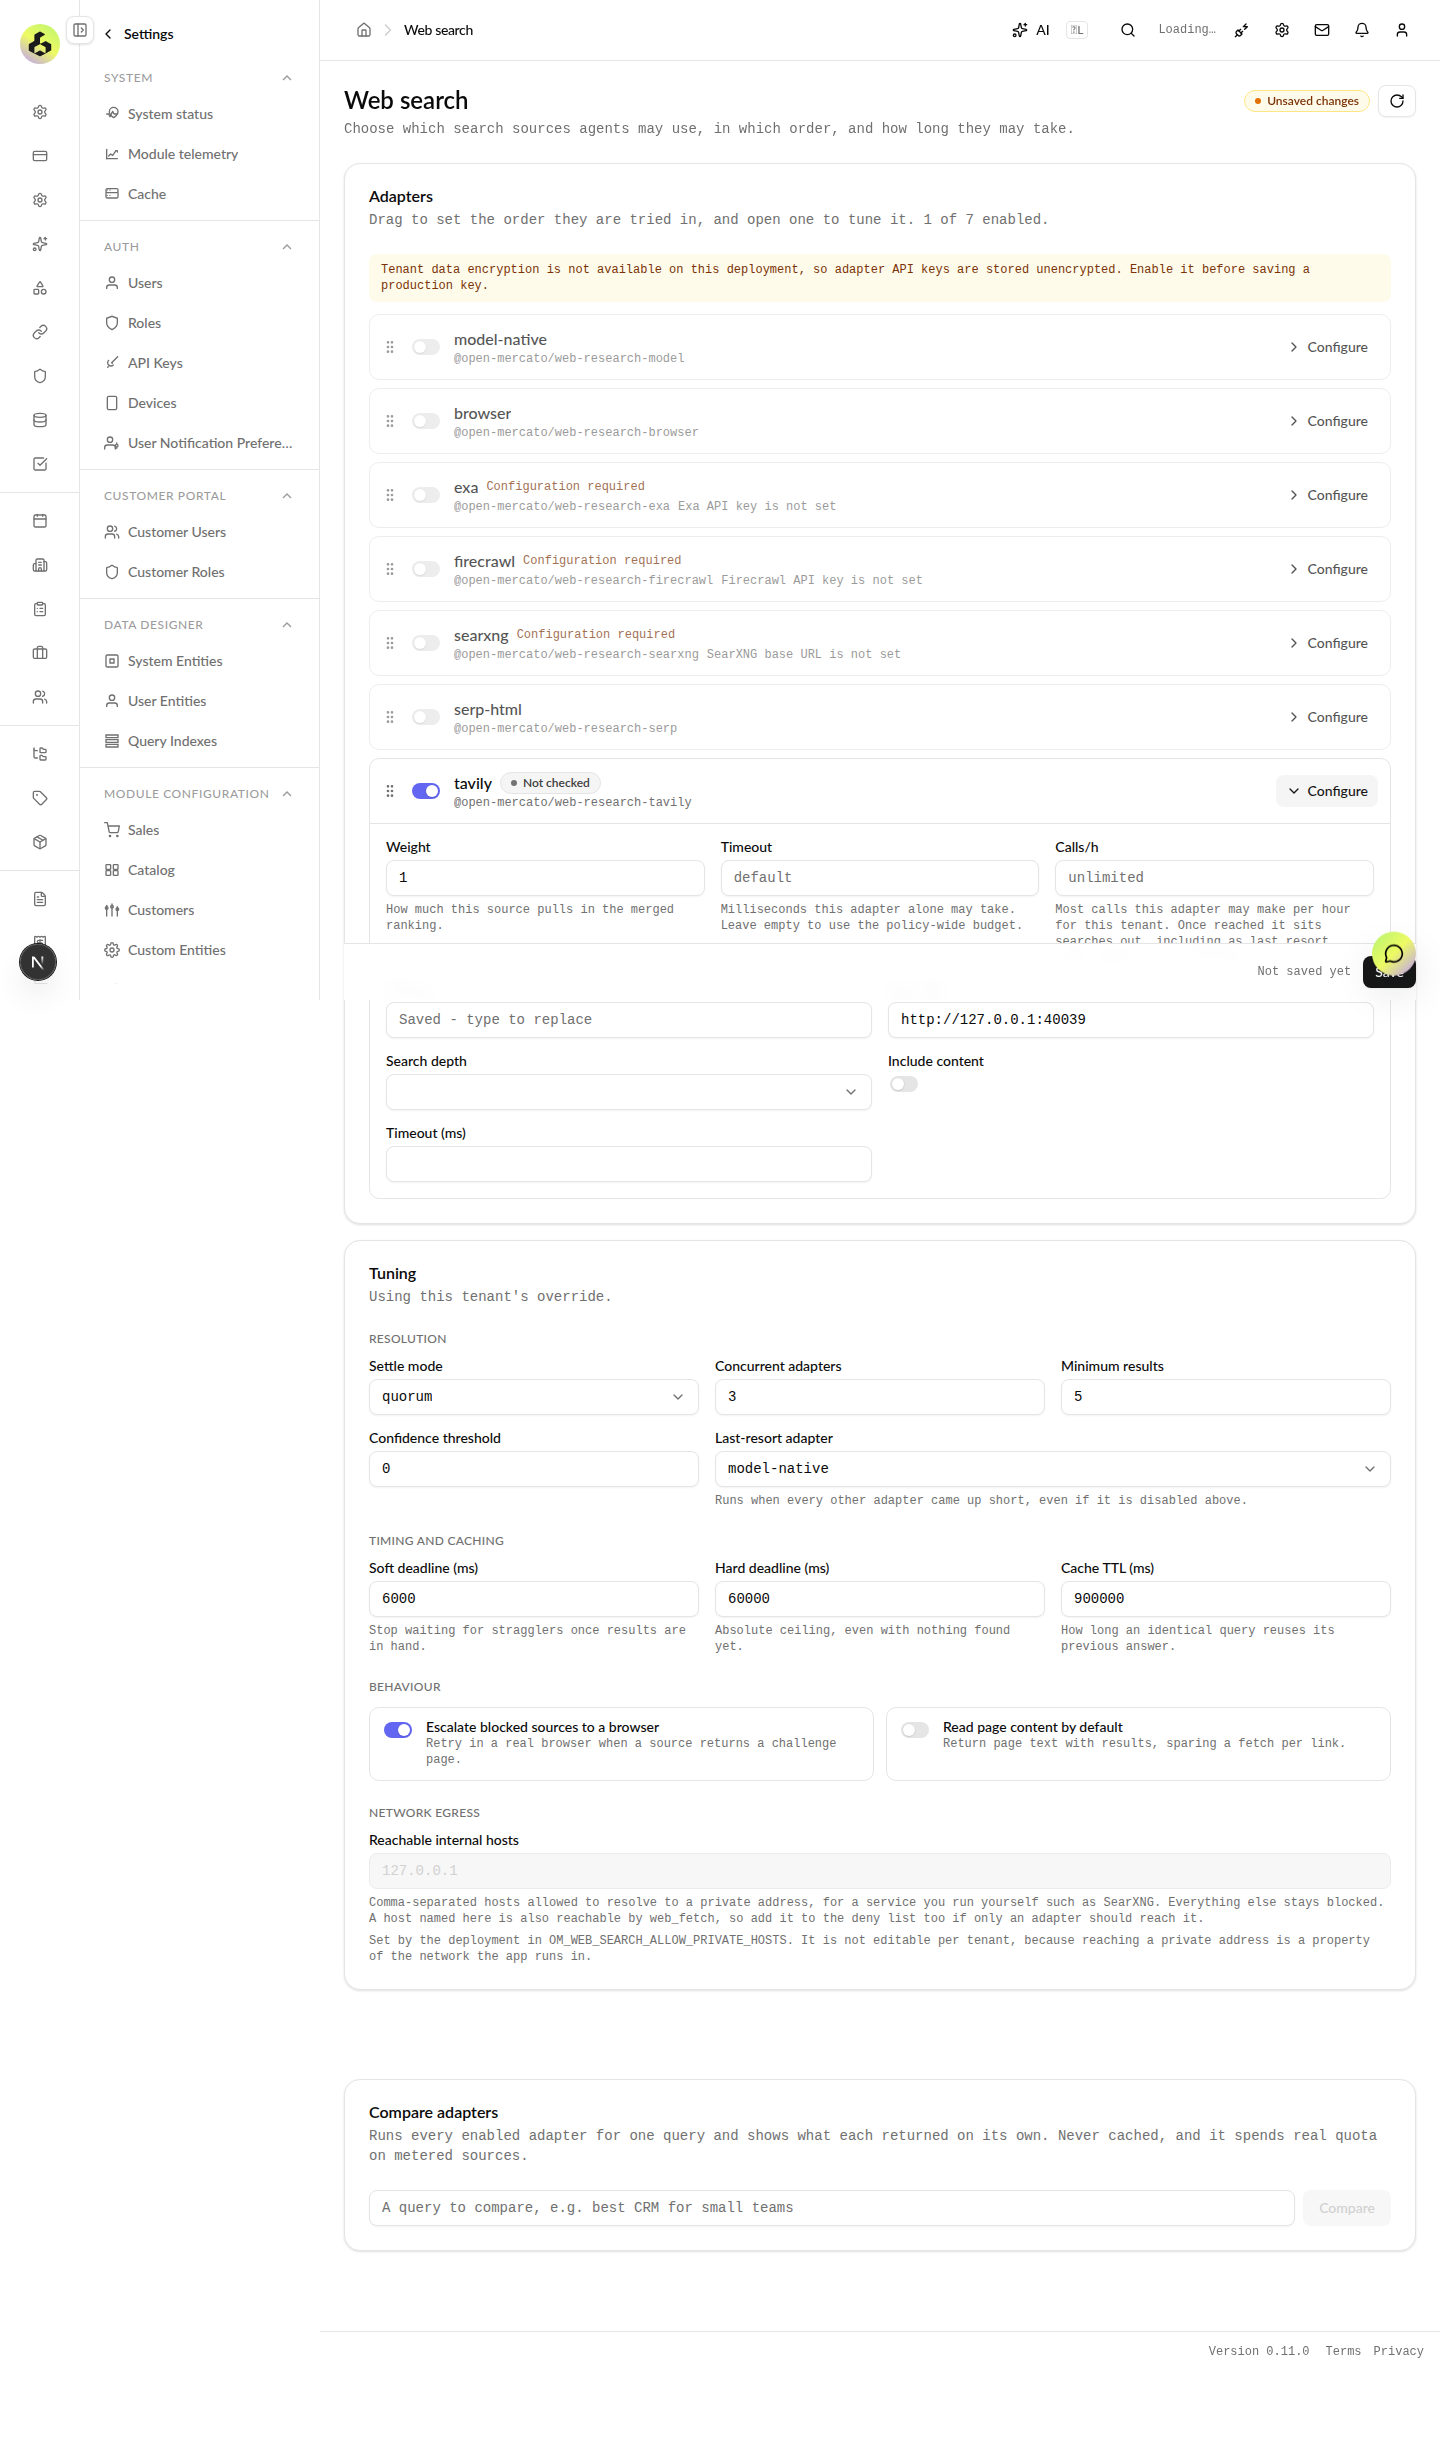 Settings
Web search
AI
L
Loading…
SYSTEM
System status
Module telemetry
Cache
AUTH
Users
Roles
API Keys
Devices
User Notification Prefere...
CUSTOMER PORTAL
Customer Users
Customer Roles
DATA DESIGNER
System Entities
User Entities
Query Indexes
MODULE CONFIGURATION
Sales
Catalog
Customers
Custom Entities
N
Web search
Unsaved changes
Choose which search sources agents may use, in which order, and how long they may take.
Adapters
Drag to set the order they are tried in, and open one to tune it. 1 of 7 enabled.
Tenant data encryption is not available on this deployment, so adapter API keys are stored unencrypted. Enable it before saving a
production key.
model-native
@open-mercato/web-research-model
Configure
browser
@open-mercato/web-research-browser
Configure
exa Configuration required
@open-mercato/web-research-exa Exa API key is not set
Configure
firecrawl Configuration required
@open-mercato/web-research-firecrawl Firecrawl API key is not set
Configure
searxng Configuration required
@open-mercato/web-research-searxng SearXNG base URL is not set
Configure
serp-html
@open-mercato/web-research-serp
Configure
tavily Not checked
@open-mercato/web-research-tavily
Configure
Weight Timeout Calls/h
1 default unlimited
How much this source pulls in the merged
ranking.
Milliseconds this adapter alone may take.
Leave empty to use the policy-wide budget.
Most calls this adapter may make per hour
for this tenant. Once reached it sits
searches out, including as last resort
Not saved yet
Save
Saved - type to replace http://127.0.0.1:40039
Search depth Include content
Timeout (ms)
Tuning
Using this tenant's override.
RESOLUTION
Settle mode Concurrent adapters Minimum results
quorum 3 5
Confidence threshold Last-resort adapter
0 model-native
Runs when every other adapter came up short, even if it is disabled above.
TIMING AND CACHING
Soft deadline (ms) Hard deadline (ms) Cache TTL (ms)
6000 60000 900000
Stop waiting for stragglers once results are
in hand.
Absolute ceiling, even with nothing found
yet.
How long an identical query reuses its
previous answer.
BEHAVIOUR
Escalate blocked sources to a browser
Retry in a real browser when a source returns a challenge
page.
Read page content by default
Return page text with results, sparing a fetch per link.
NETWORK EGRESS
Reachable internal hosts
127.0.0.1
Comma-separated hosts allowed to resolve to a private address, for a service you run yourself such as SearXNG. Everything else stays blocked.
A host named here is also reachable by web_fetch, so add it to the deny list too if only an adapter should reach it.
Set by the deployment in OM_WEB_SEARCH_ALLOW_PRIVATE_HOSTS. It is not editable per tenant, because reaching a private address is a property
of the network the app runs in.
Compare adapters
Runs every enabled adapter for one query and shows what each returned on its own. Never cached, and it spends real quota
on metered sources.
A query to compare, e.g. best CRM for small teams
Compare
Version 0.11.0 Terms Privacy